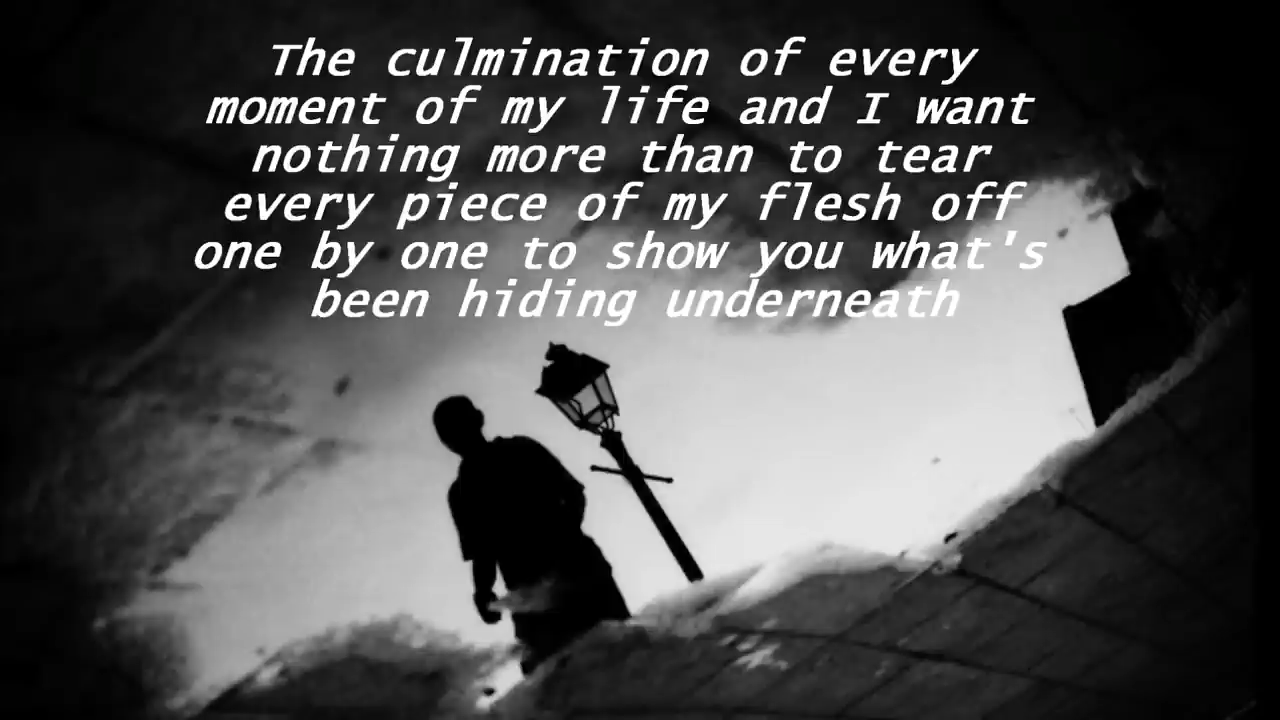 The culmination of every
moment of my life and I want
nothing more than to tear
every piece of my flesh off
one by one to show you what's
been hiding underneath